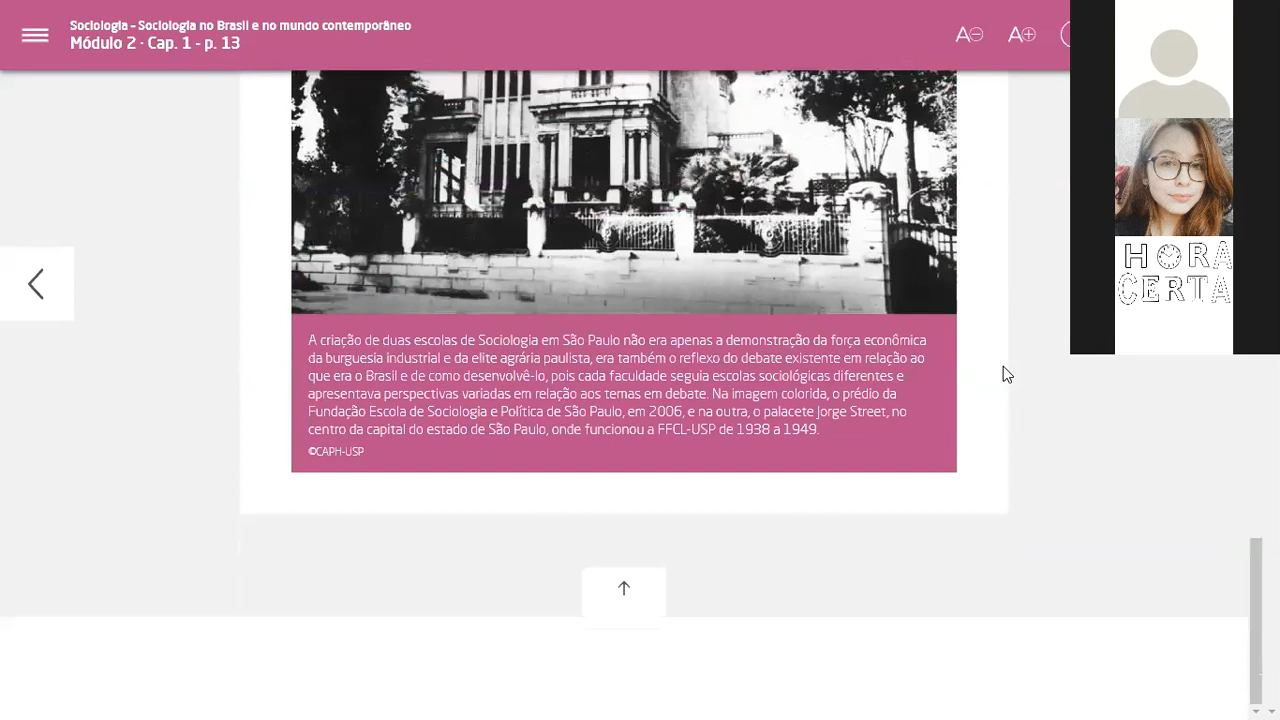 Sociologia – Sociologia no Brasil e no mundo contemporâneo
Módulo 2 · Cap. 1 - p. 13
A- A+
HORA
CERTA
A criação de duas escolas de Sociologia em São Paulo não era apenas a demonstração da força econômica
da burguesia industrial e da elite agrária paulista, era também o reflexo do debate existente em relação ao
que era o Brasil e de como desenvolvê-lo, pois cada faculdade seguia escolas sociológicas diferentes e
apresentava perspectivas variadas em relação aos temas em debate. Na imagem colorida, o prédio da
Fundação Escola de Sociologia e Política de São Paulo, em 2006, e na outra, o palacete Jorge Street, no
centro da capital do estado de São Paulo, onde funcionou a FFCL-USP de 1938 a 1949.
©CAPH-USP